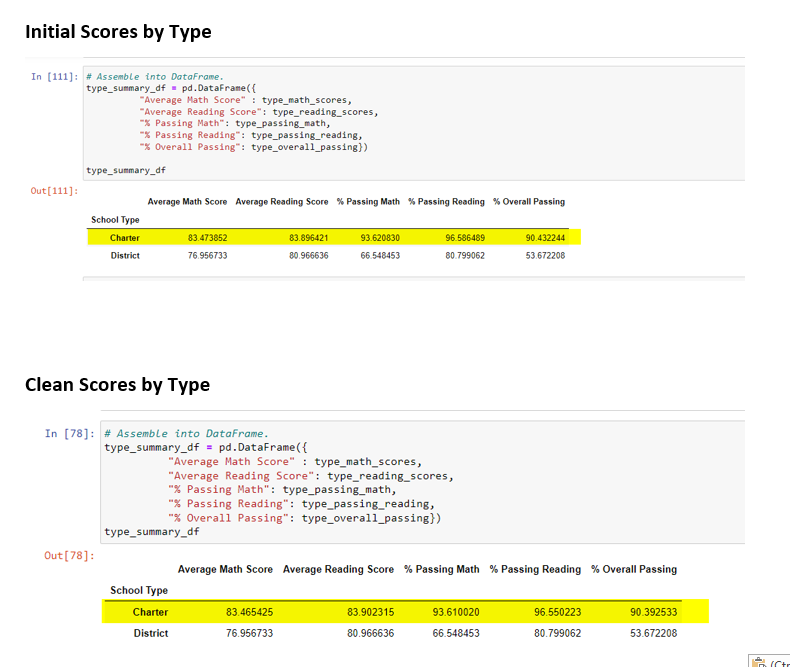 Initial Scores by Type
In [111]: # Assemble into DataFrame.
type_summary_df = pd.DataFrame({
"Average Math Score" : type_math_scores,
"Average Reading Score": type_reading_scores,
"% Passing Math": type_passing_math,
"% Passing Reading": type_passing_reading,
"% Overall Passing": type_overall_passing})
type_summary_df
Out[111]:
Average Math Score Average Reading Score % Passing Math % Passing Reading % Overall Passing
School Type
Charter 83.473852 83.896421 93.620830 96.586489 90.432244
District 76.956733 80.966636 66.548453 80.799062 53.672208
Clean Scores by Type
In [78]: # Assemble into DataFrame.
type_summary_df = pd.DataFrame({
"Average Math Score" : type_math_scores,
"Average Reading Score": type_reading_scores,
"% Passing Math": type_passing_math,
"% Passing Reading": type_passing_reading,
"% Overall Passing": type_overall_passing})
type_summary_df
Out[78]:
Average Math Score Average Reading Score % Passing Math % Passing Reading % Overall Passing
School Type
Charter 83.465425 83.902315 93.610020 96.550223 90.392533
District 76.956733 80.966636 66.548453 80.799062 53.672208